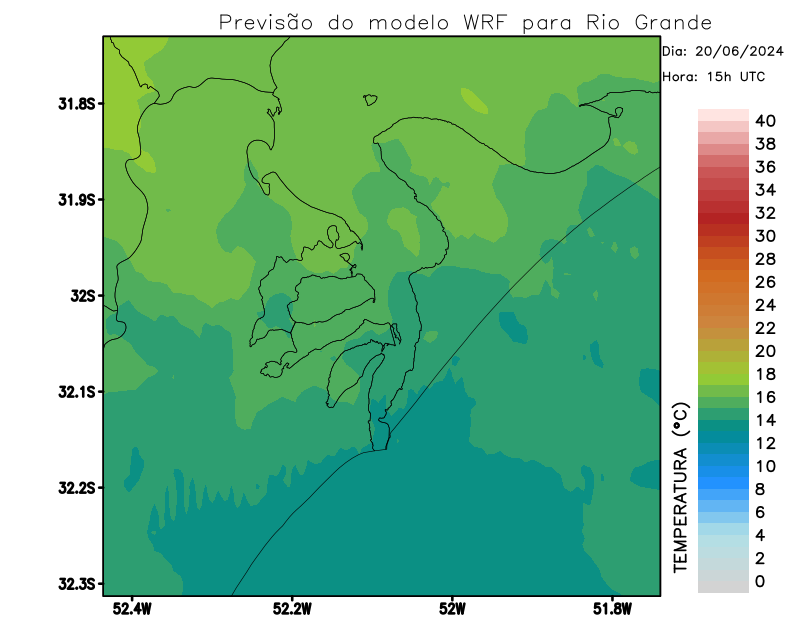 Previsão do modelo WRF para Rio Grande
Dia: 20/06/2024
Hora: 15h UTC
31.8S
31.9S
32S
32.1S
32.2S
32.3S
52.4W
52.2W
52W
51.8W
TEMPERATURA (°C)
40
38
36
34
32
30
28
26
24
22
20
18
16
14
12
10
8
6
4
2
0